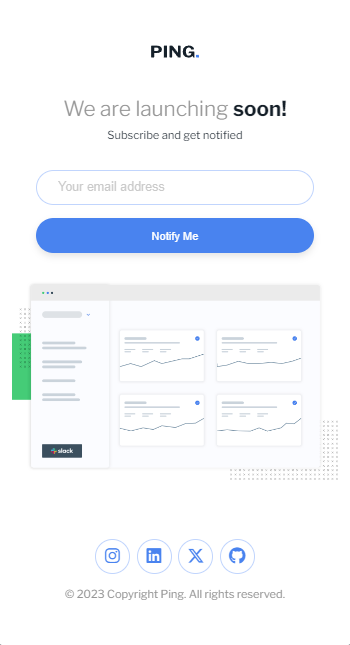 PING.
We are launching soon!
Subscribe and get notified
Your email address
Notify Me
slack
© 2023 Copyright Ping. All rights reserved.